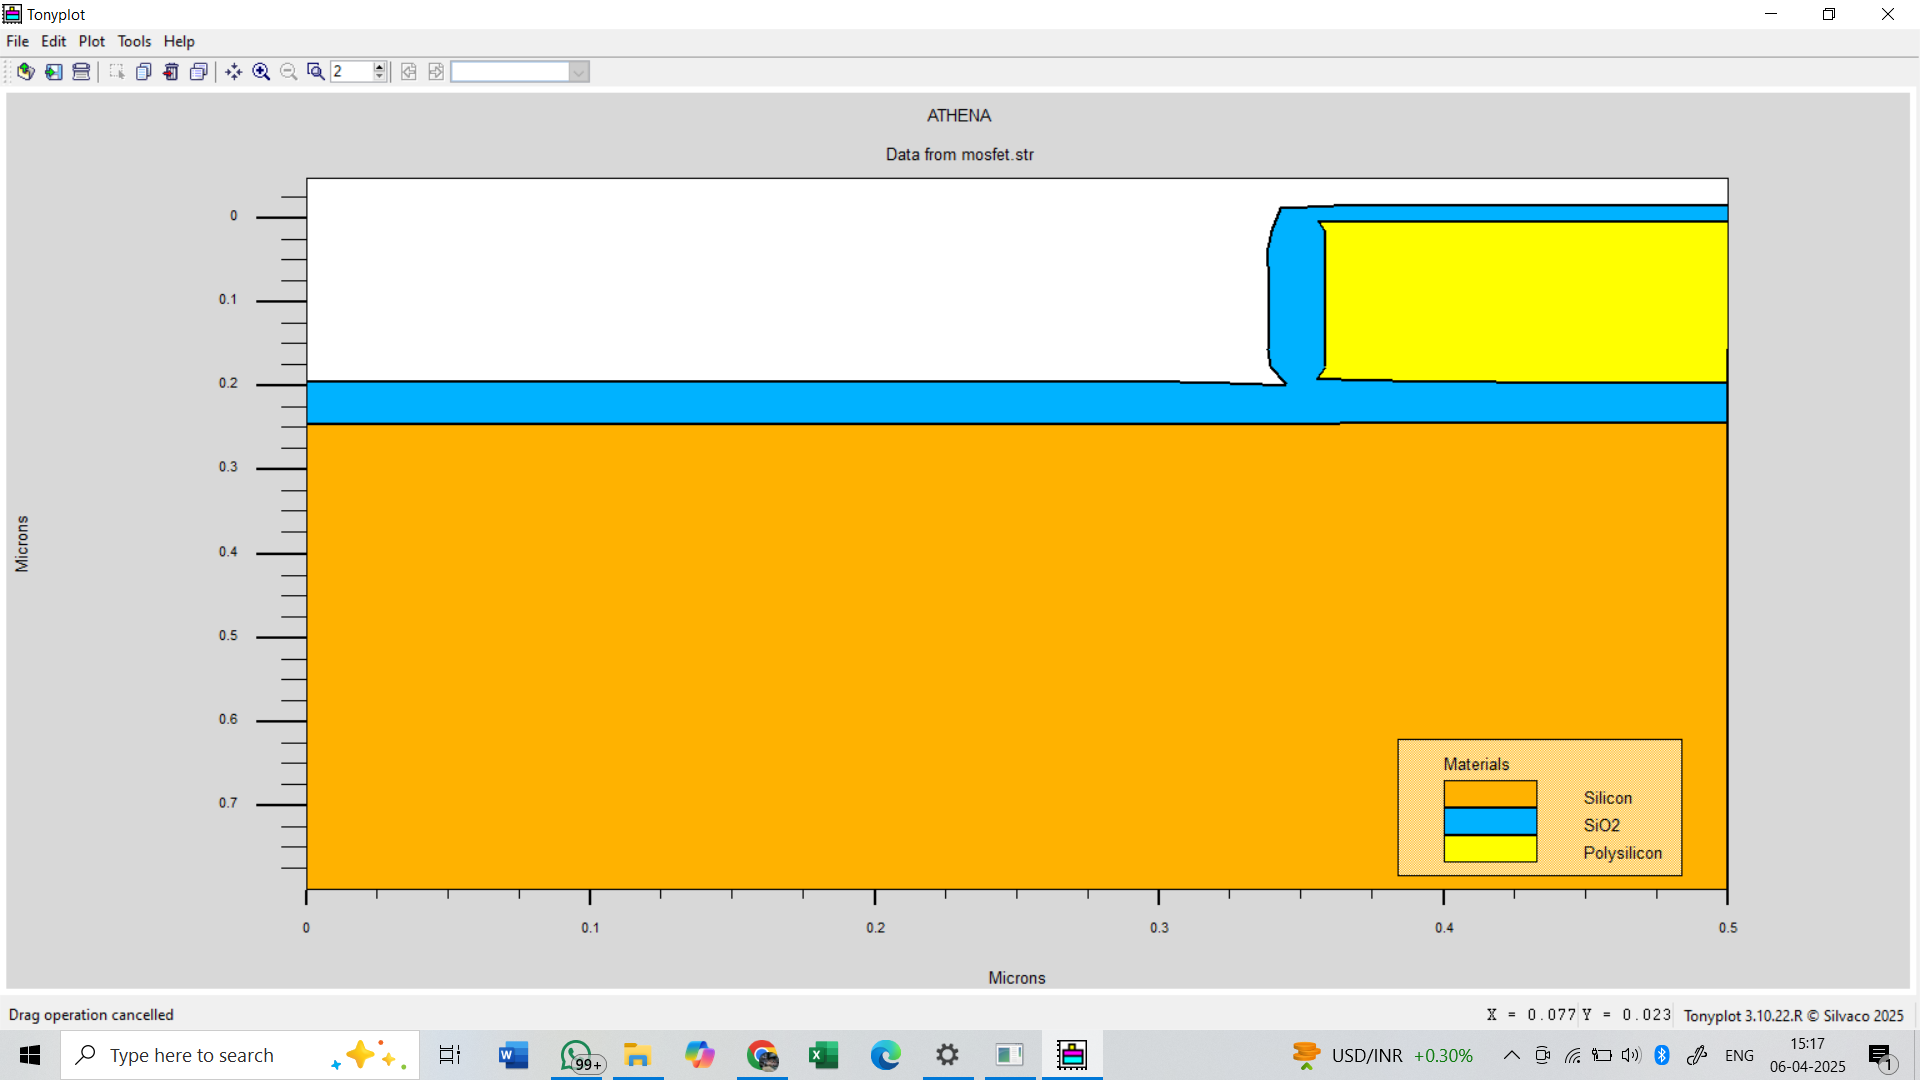 Tonyplot
File Edit Plot Tools Help
2
ATHENA
Data from mosfet.str
0
0.1
0.2
0.3
0.4
0.5
0.6
0.7
Microns
Materials
Silicon
SiO2
Polysilicon
0 0.1 0.2 0.3 0.4 0.5
Microns
Drag operation cancelled
X = 0.077 Y = 0.023 Tonyplot 3.10.22.R © Silvaco 2025
Type here to search
W
99+
X
USD/INR +0.30%
ENG
15:17
06-04-2025
1